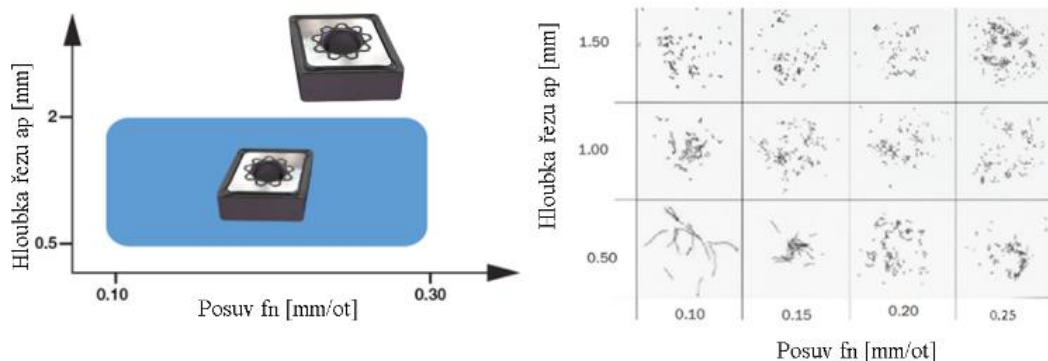 Hloubka řezu ap [mm]
2
0.5
0.10
0.30
Posuv fn [mm/ot]
Hloubka řezu ap [mm]
1.50
1.00
0.50
0.10
0.15
0.20
0.25
Posuv fn [mm/ot]